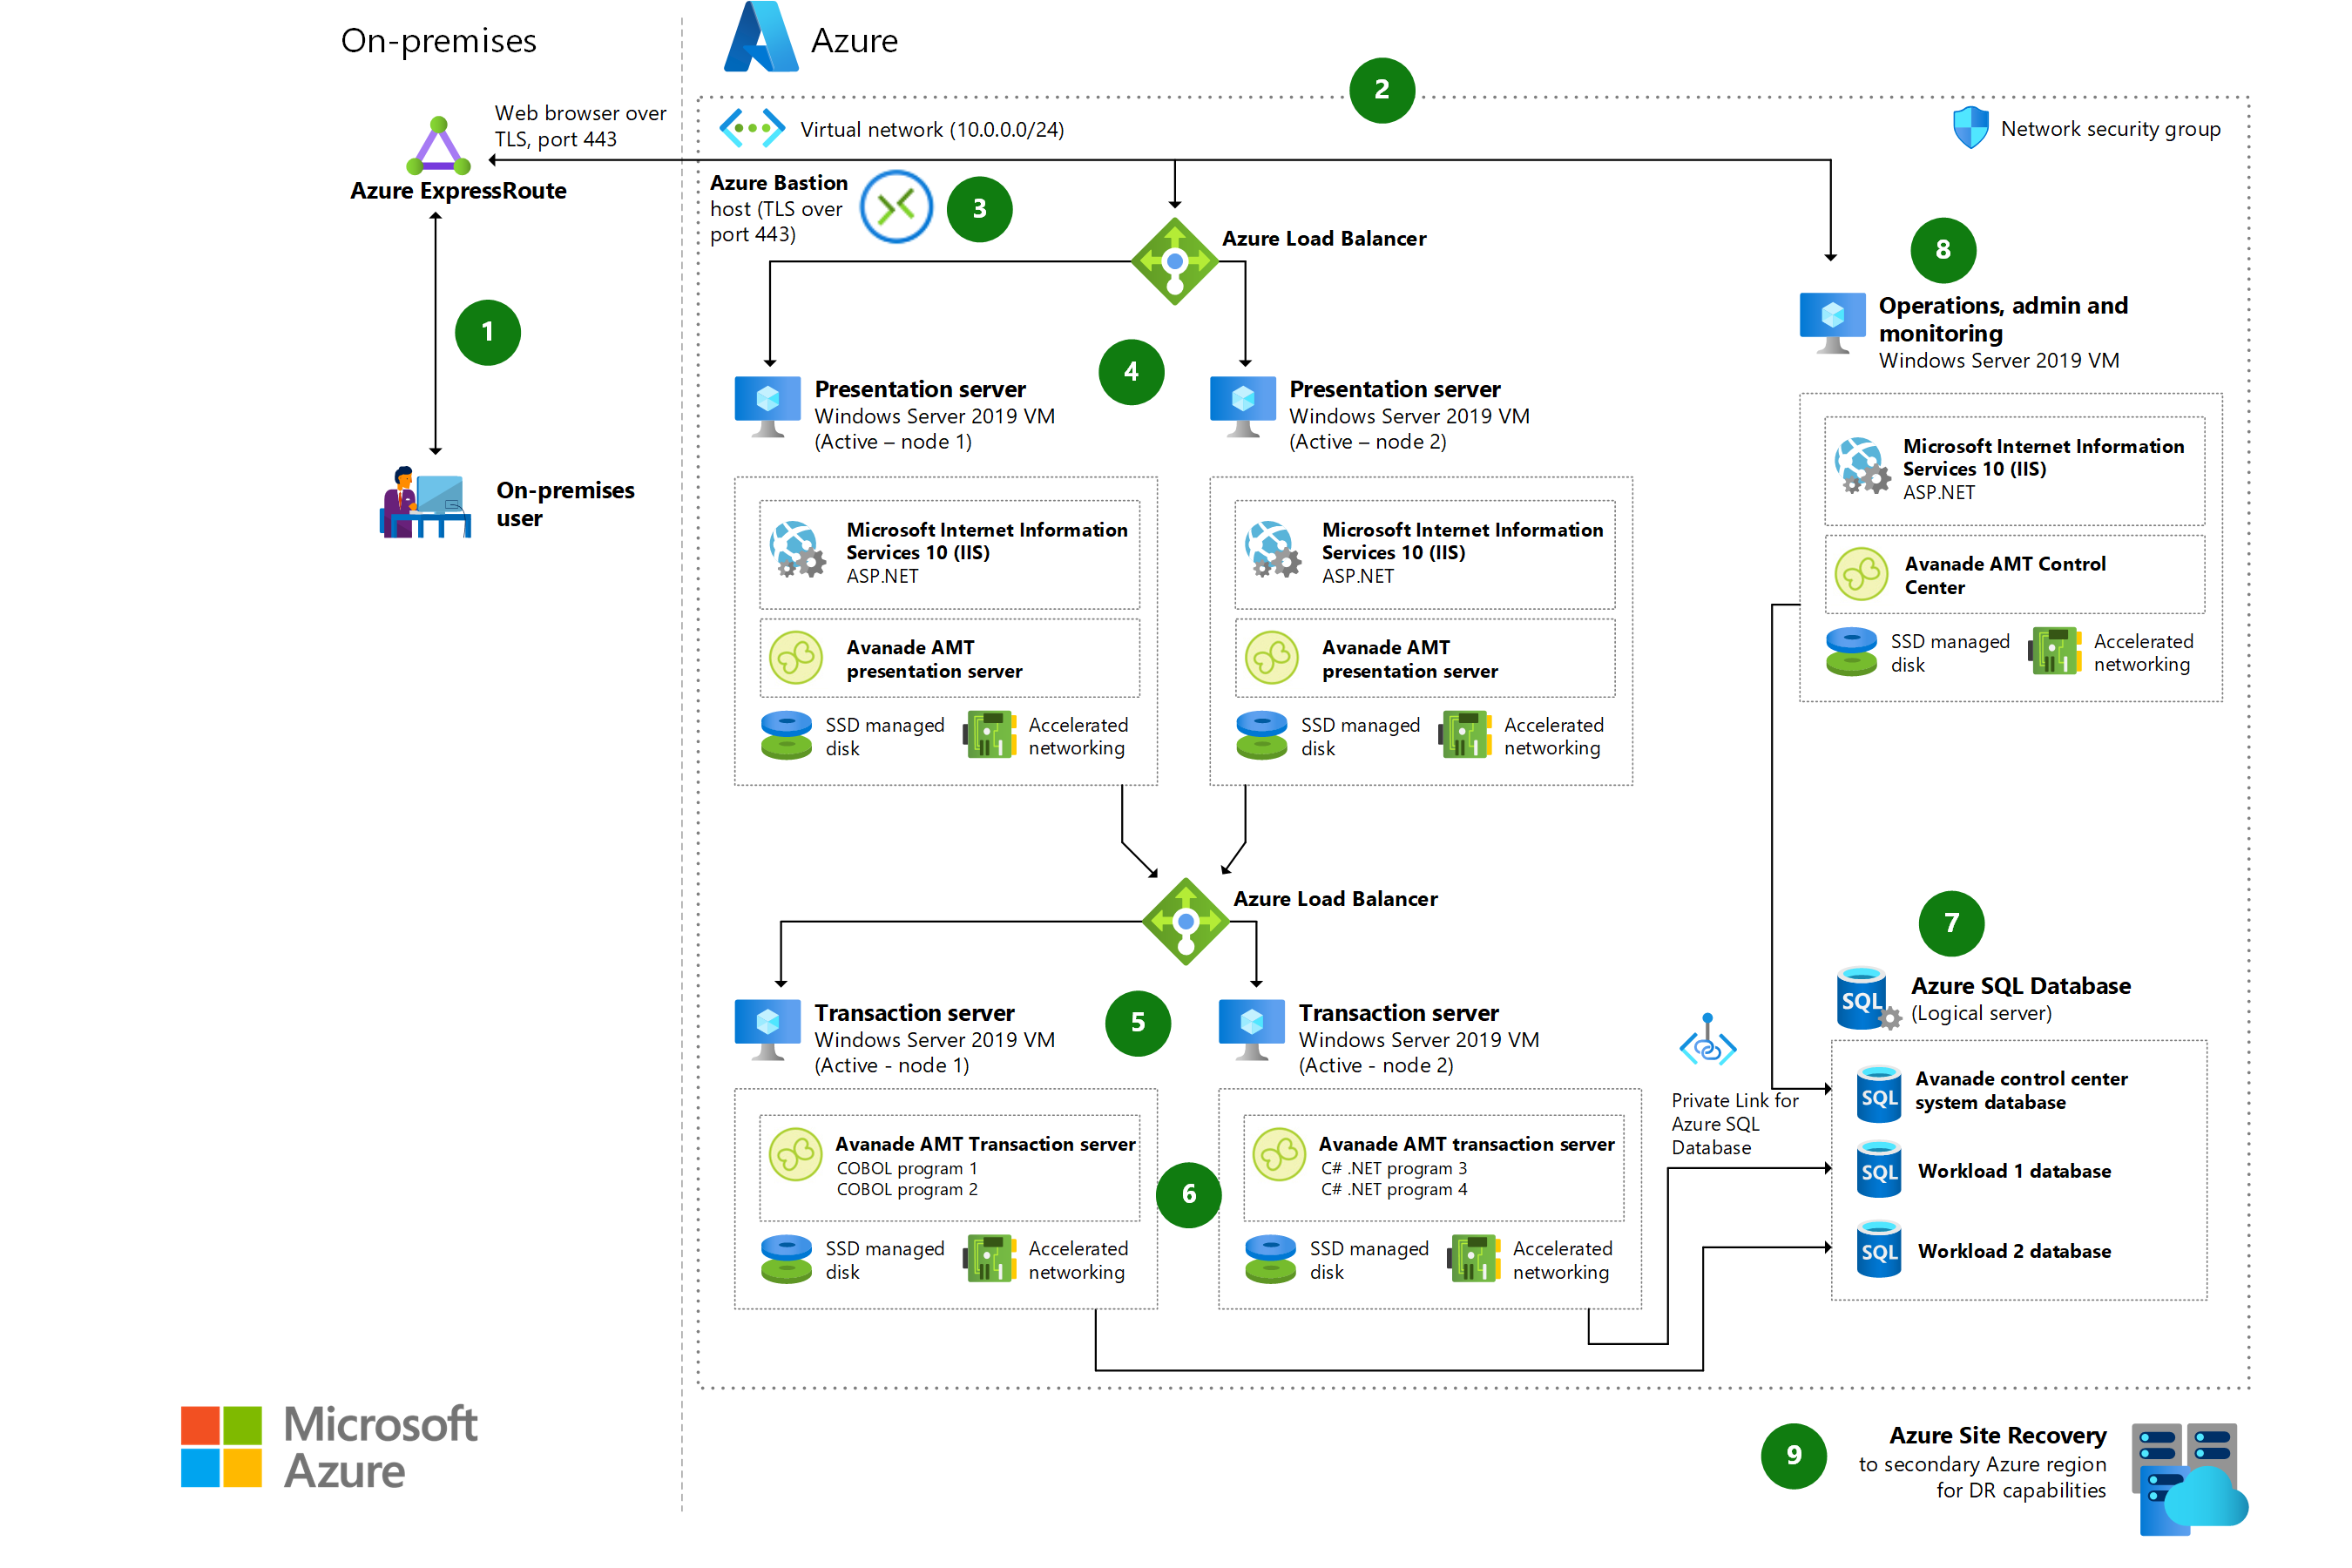 On-premises
Azure
2
Web browser over
TLS, port 443
Virtual network (10.0.0.0/24)
Network security group
Azure ExpressRoute
Azure Bastion
host (TLS over
port 443)
3
Azure Load Balancer
8
1
Operations, admin and
monitoring
Windows Server 2019 VM
4
Presentation server
Windows Server 2019 VM
(Active – node 1)
Presentation server
Windows Server 2019 VM
(Active – node 2)
On-premises
user
Microsoft Internet Information
Services 10 (IIS)
ASP.NET
Avanade AMT
presentation server
SSD managed
disk
Accelerated
networking
Microsoft Internet Information
Services 10 (IIS)
ASP.NET
Avanade AMT
presentation server
SSD managed
disk
Accelerated
networking
Microsoft Internet Information
Services 10 (IIS)
ASP.NET
Avanade AMT Control
Center
SSD managed
disk
Accelerated
networking
Azure Load Balancer
7
5
Transaction server
Windows Server 2019 VM
(Active - node 1)
Transaction server
Windows Server 2019 VM
(Active - node 2)
SQL
Azure SQL Database
(Logical server)
Avanade AMT Transaction server
COBOL program 1
COBOL program 2
SSD managed
disk
Accelerated
networking
6
Avanade AMT transaction server
C# .NET program 3
C# .NET program 4
SSD managed
disk
Accelerated
networking
Private Link for
Azure SQL
Database
SQL
Avanade control center
system database
SQL
Workload 1 database
SQL
Workload 2 database
Microsoft
Azure
9
Azure Site Recovery
to secondary Azure region
for DR capabilities